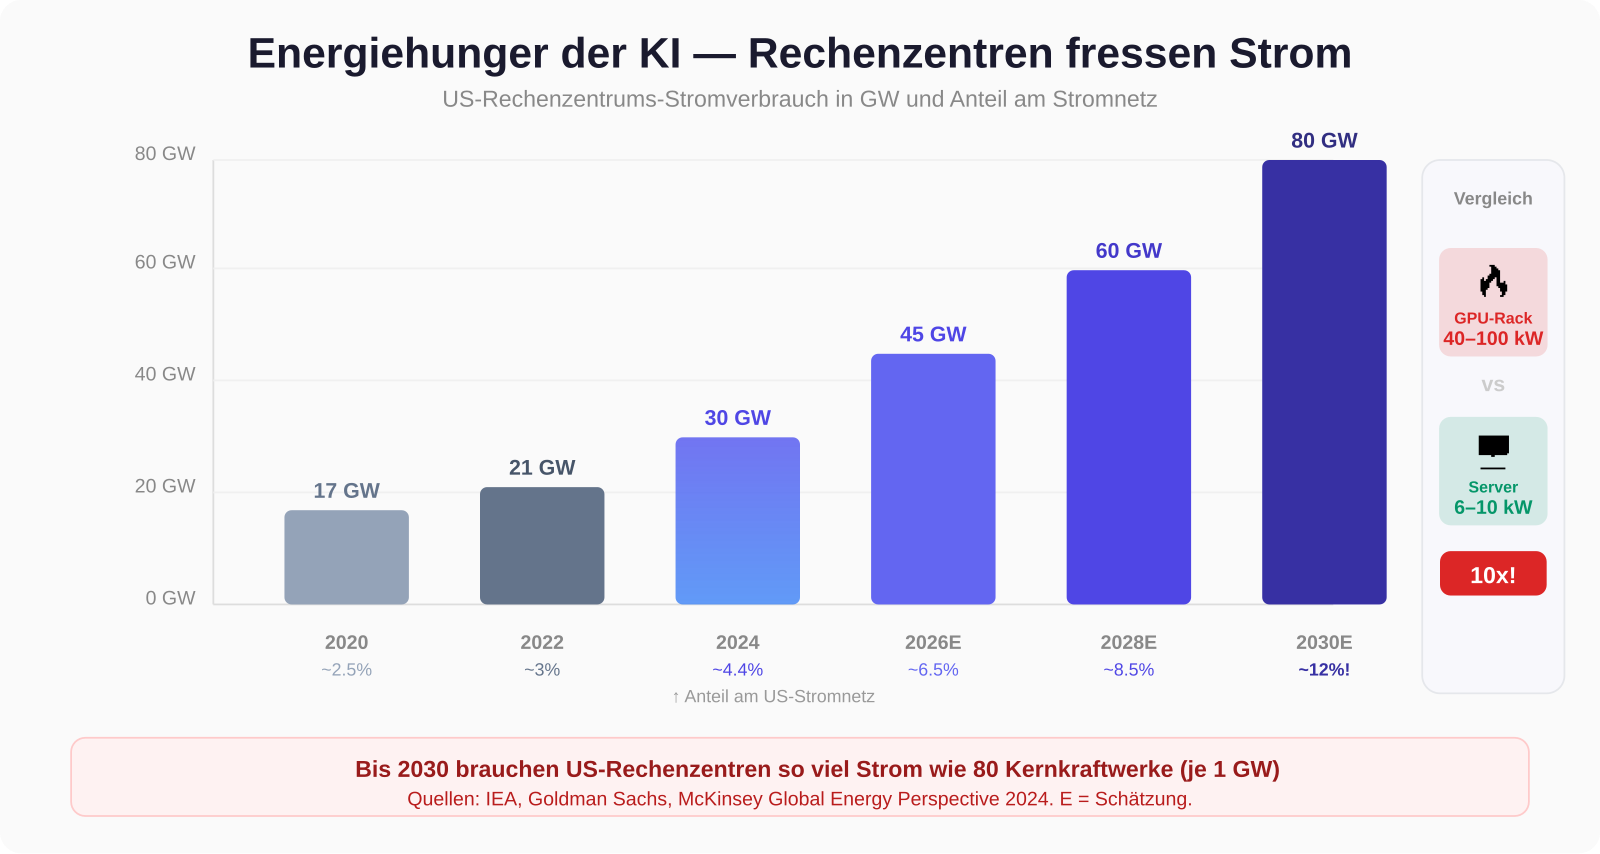 Energiehunger der KI — Rechenzentren fressen Strom
US-Rechenzentrums-Stromverbrauch in GW und Anteil am Stromnetz
80 GW
60 GW
40 GW
20 GW
0 GW
17 GW
21 GW
30 GW
45 GW
60 GW
80 GW
2020
2022
2024
2026E
2028E
2030E
~2.5%
~3%
~4.4%
~6.5%
~8.5%
~12%!
↑ Anteil am US-Stromnetz
Vergleich
GPU-Rack
40–100 kW
vs
Server
6–10 kW
10x!
Bis 2030 brauchen US-Rechenzentren so viel Strom wie 80 Kernkraftwerke (je 1 GW)
Quellen: IEA, Goldman Sachs, McKinsey Global Energy Perspective 2024. E = Schätzung.